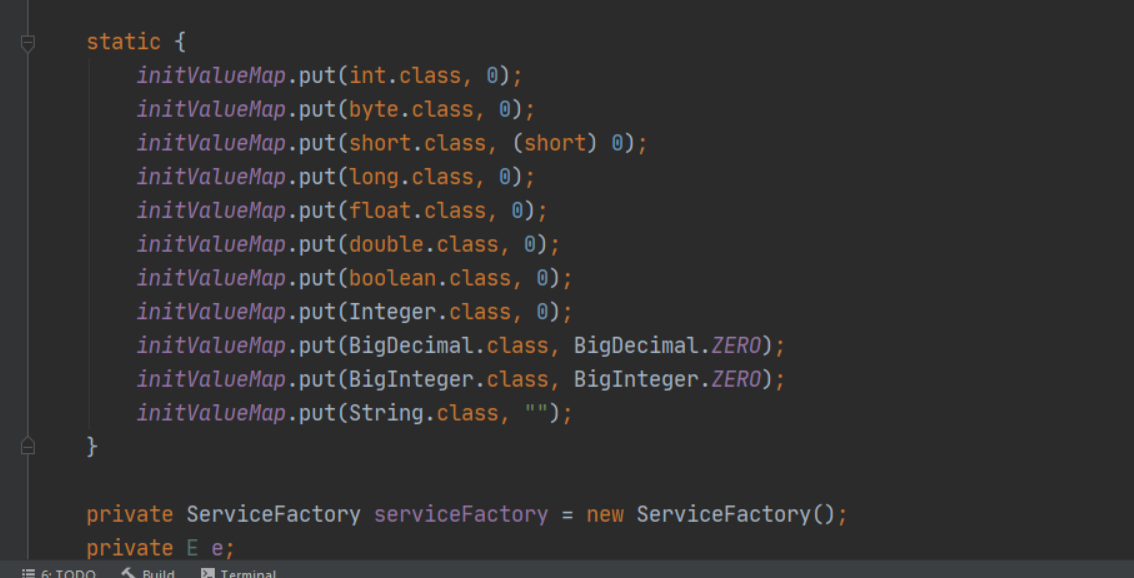 static {
initValueMap.put(int.class, 0);
initValueMap.put(byte.class, 0);
initValueMap.put(short.class, (short) 0);
initValueMap.put(long.class, 0);
initValueMap.put(float.class, 0);
initValueMap.put(double.class, 0);
initValueMap.put(boolean.class, 0);
initValueMap.put(Integer.class, 0);
initValueMap.put(BigDecimal.class, BigDecimal.ZERO);
initValueMap.put(BigInteger.class, BigInteger.ZERO);
initValueMap.put(String.class, "");
}
private ServiceFactory serviceFactory = new ServiceFactory();
private E e;
6: TODO Build Terminal